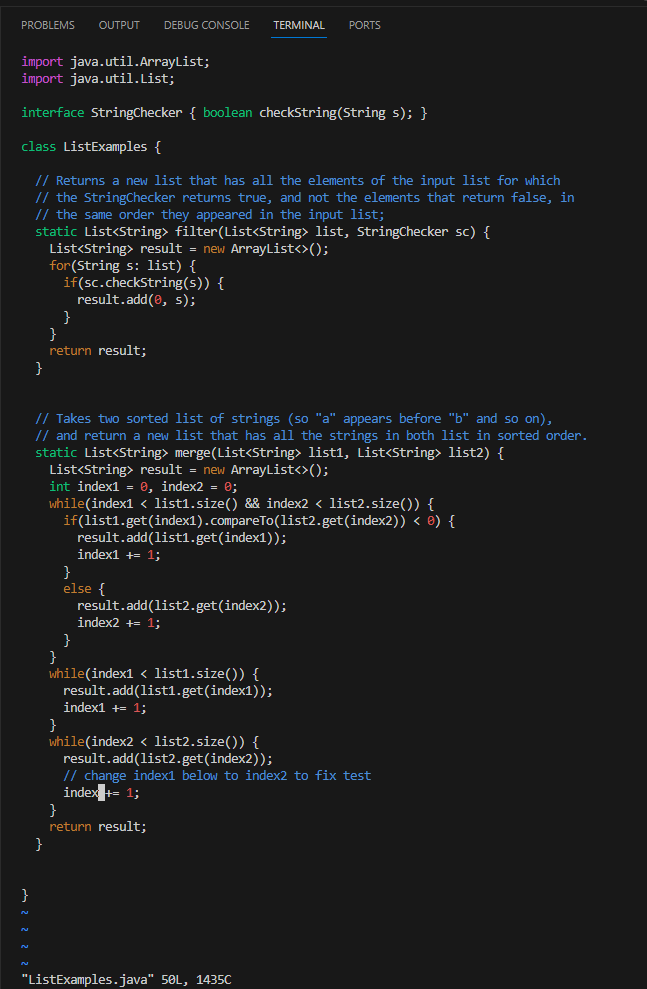 PROBLEMS OUTPUT DEBUG CONSOLE TERMINAL PORTS
import java.util.ArrayList;
import java.util.List;
interface StringChecker { boolean checkString(String s); }
class ListExamples {
// Returns a new list that has all the elements of the input list for which
// the StringChecker returns true, and not the elements that return false, in
// the same order they appeared in the input list;
static List<String> filter(List<String> list, StringChecker sc) {
List<String> result = new ArrayList<>();
for(String s: list) {
if(sc.checkString(s)) {
result.add(0, s);
}
}
return result;
}
// Takes two sorted list of strings (so "a" appears before "b" and so on),
// and return a new list that has all the strings in both list in sorted order.
static List<String> merge(List<String> list1, List<String> list2) {
List<String> result = new ArrayList<>();
int index1 = 0, index2 = 0;
while(index1 < list1.size() && index2 < list2.size()) {
if(list1.get(index1).compareTo(list2.get(index2)) < 0) {
result.add(list1.get(index1));
index1 += 1;
}
else {
result.add(list2.get(index2));
index2 += 1;
}
}
while(index1 < list1.size()) {
result.add(list1.get(index1));
index1 += 1;
}
while(index2 < list2.size()) {
result.add(list2.get(index2));
// change index1 below to index2 to fix test
index += 1;
}
return result;
}
}
~
~
~
~
"ListExamples.java" 50L, 1435C